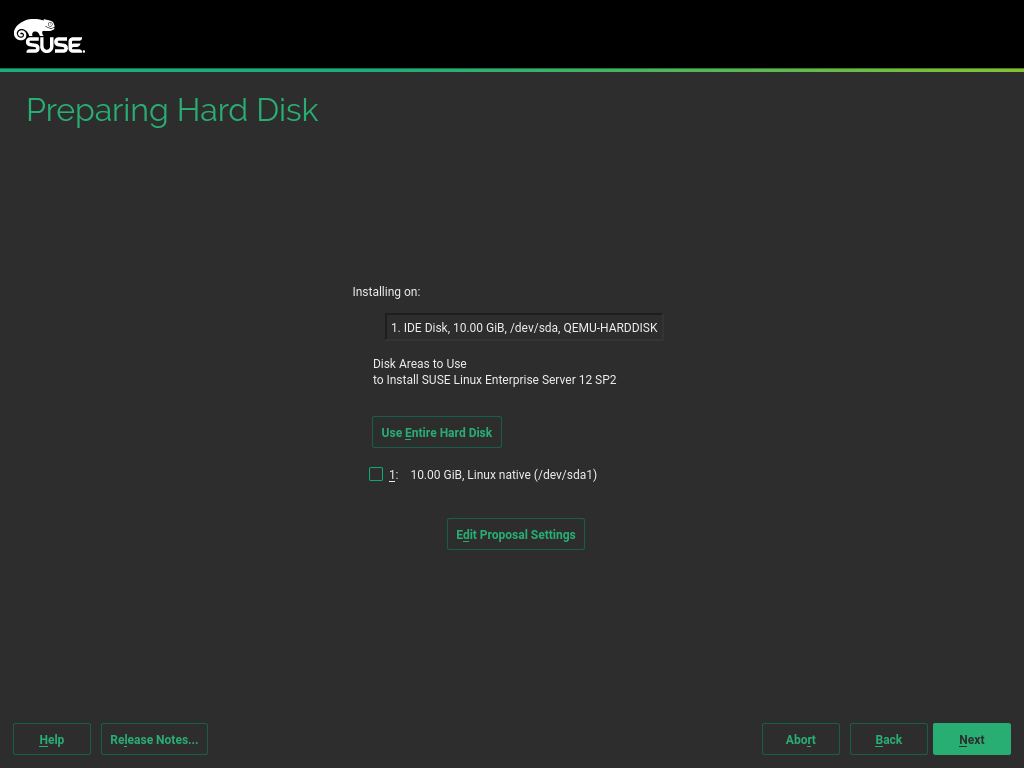 SUSE.
Preparing Hard Disk
Installing on:
1. IDE Disk, 10.00 GiB, /dev/sda, QEMU-HARDDISK
Disk Areas to Use
to Install SUSE Linux Enterprise Server 12 SP2
Use Entire Hard Disk
1: 10.00 GiB, Linux native (/dev/sda1)
Edit Proposal Settings
Help Release Notes... Abort Back Next